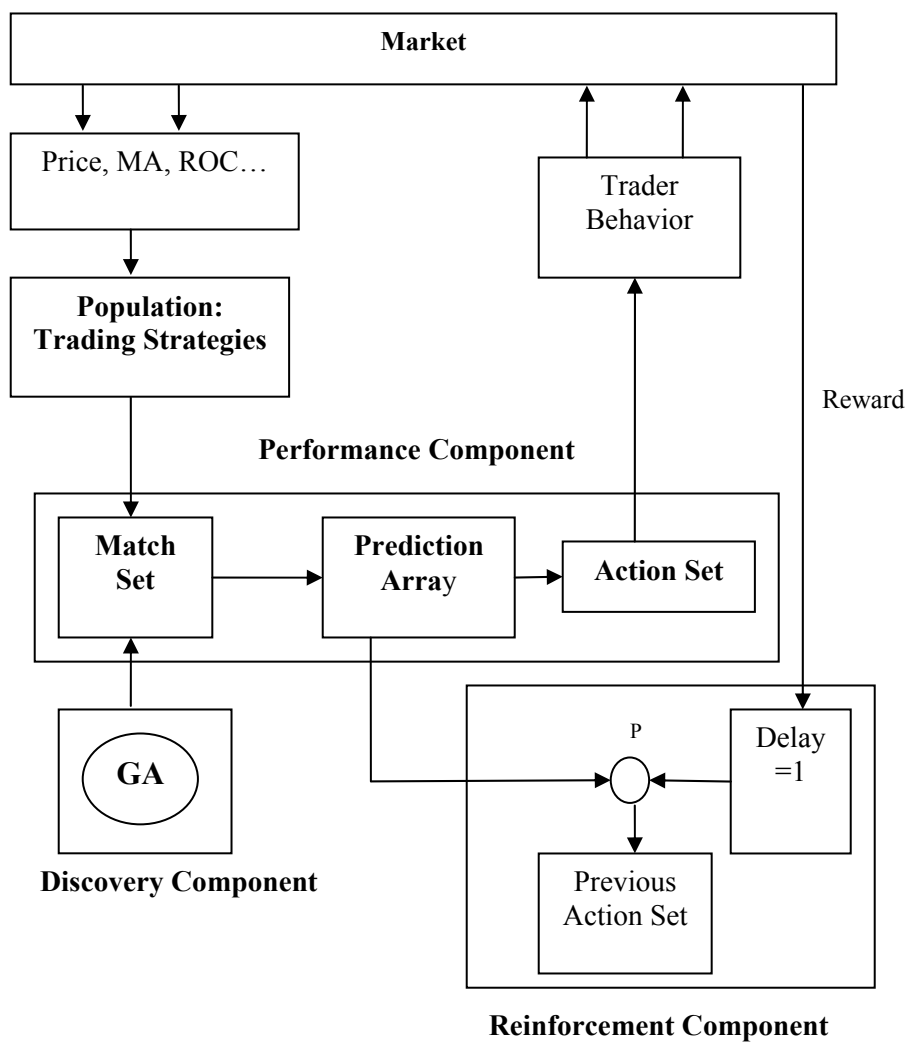 Market
Price, MA, ROC…
Trader
Behavior
Population:
Trading Strategies
Reward
Performance Component
Match
Set
Prediction
Array
Action Set
P
Delay
=1
GA
Previous
Action Set
Discovery Component
Reinforcement Component